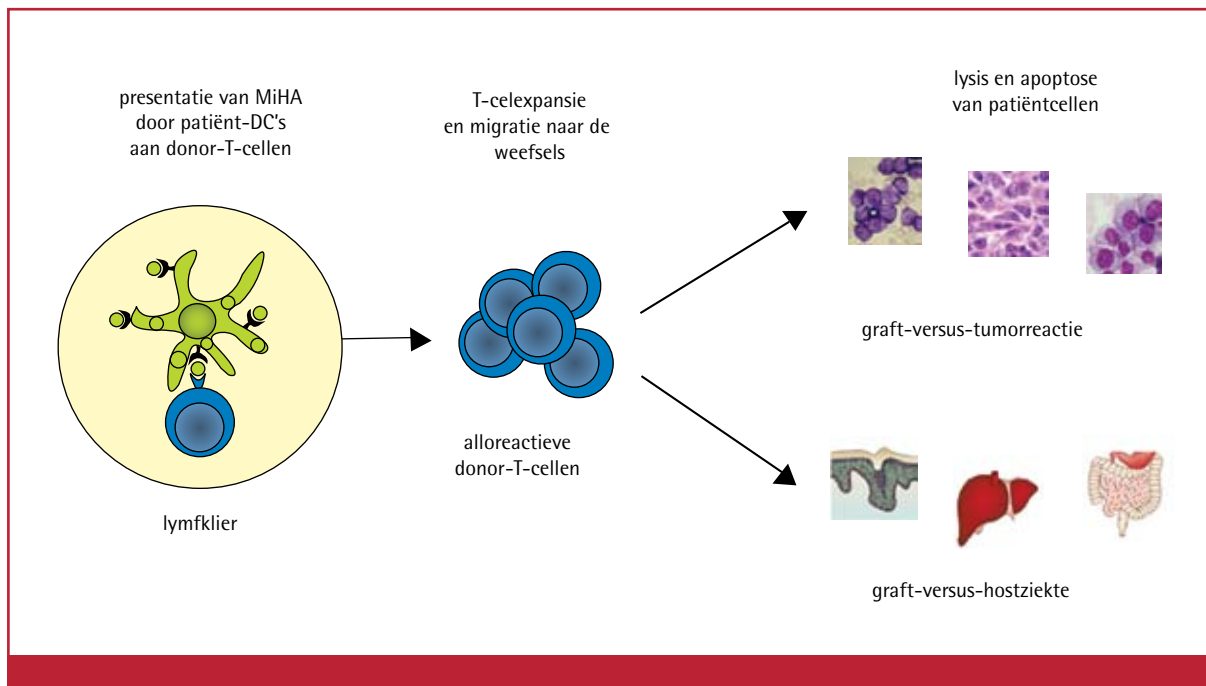 presentatie van MiHA
door patiënt-DC's
aan donor-T-cellen
lymfklier
T-celexpansie
en migratie naar de
weefsels
alloreactieve
donor-T-cellen
lysis en apoptose
van patiëntcellen
graft-versus-tumorreactie
graft-versus-hostziekte